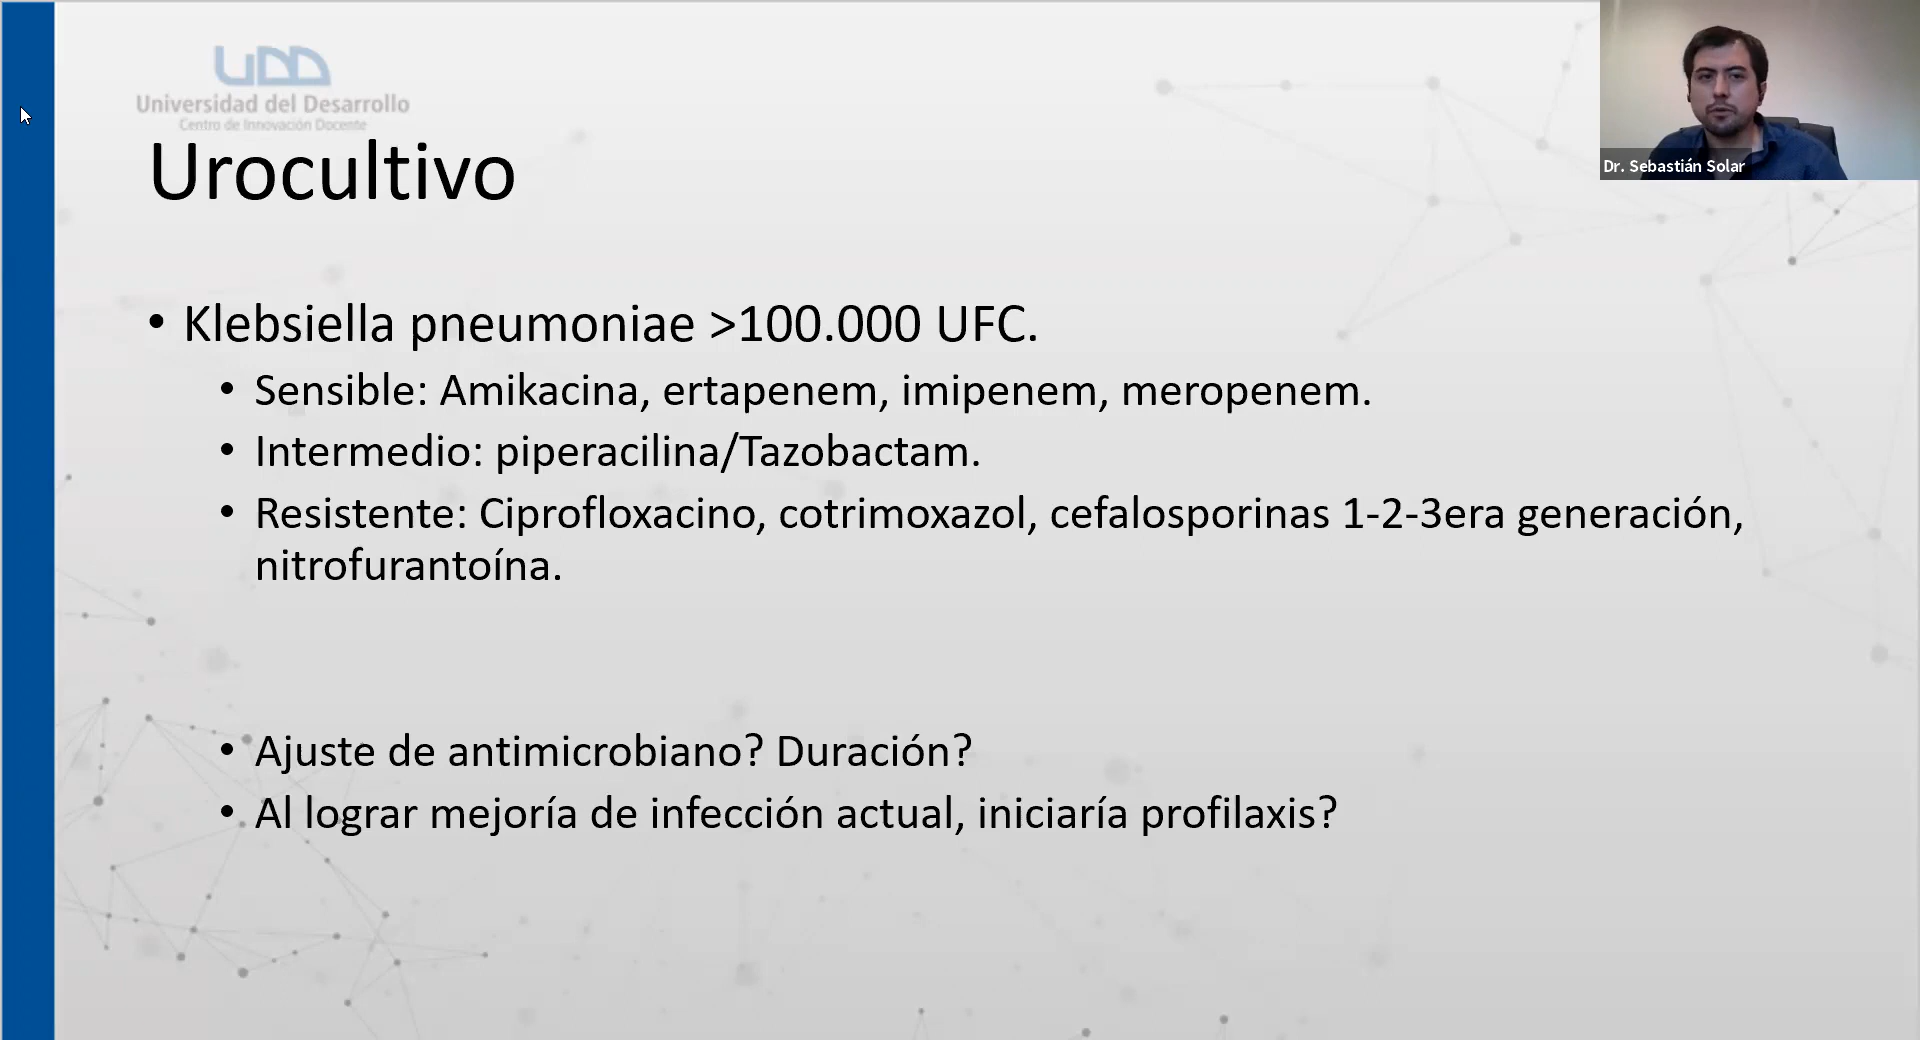 UDD
Universidad del Desarrollo
Centro de Innovación Docente
Urocultivo
Dr. Sebastián Solar
• Klebsiella pneumoniae >100.000 UFC.
• Sensible: Amikacina, ertapenem, imipenem, meropenem.
• Intermedio: piperacilina/Tazobactam.
• Resistente: Ciprofloxacino, cotrimoxazol, cefalosporinas 1-2-3era generación,
nitrofurantoína.
• Ajuste de antimicrobiano? Duración?
• Al lograr mejoría de infección actual, iniciaría profilaxis?